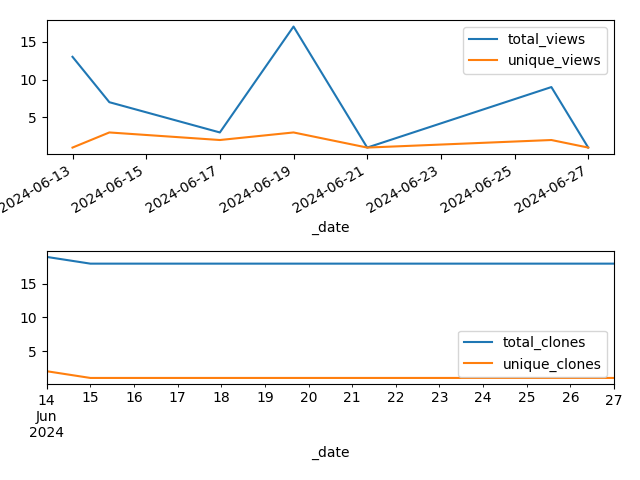 15
10
5
total_views
unique_views
2024-06-13
2024-06-15
2024-06-17
2024-06-19
2024-06-21
2024-06-23
2024-06-25
2024-06-27
_date
15
10
5
total_clones
unique_clones
14 15 16 17 18 19 20 21 22 23 24 25 26 27
Jun
2024
_date